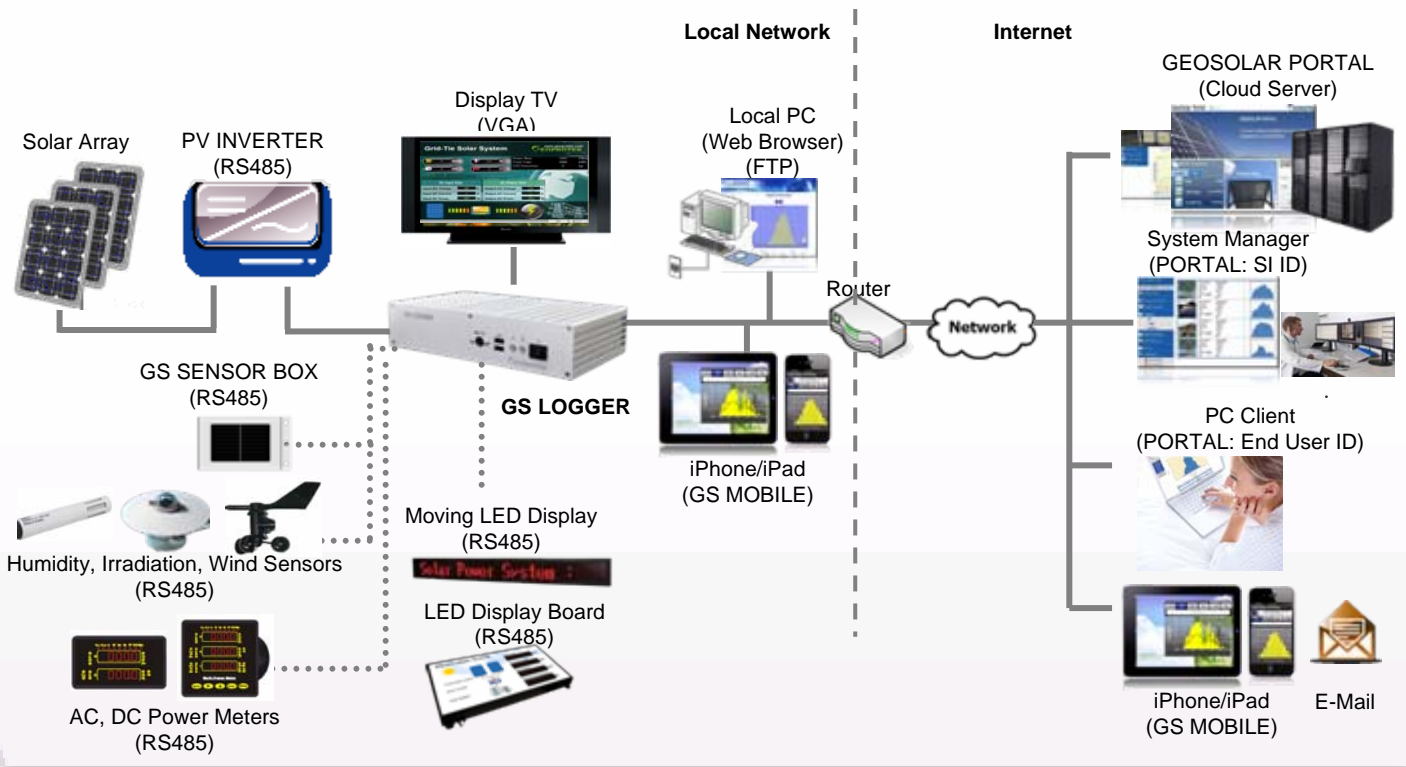 Local Network
Internet
GEOSOLAR PORTAL
(Cloud Server)
Display TV
(VGA)
Local PC
(Web Browser)
(FTP)
Solar Array
PV INVERTER
(RS485)
Grid-Tie Solar System
System Manager
(PORTAL: SI ID)
Router
Network
GS SENSOR BOX
(RS485)
GS LOGGER
PC Client
(PORTAL: End User ID)
iPhone/iPad
(GS MOBILE)
Moving LED Display
(RS485)
Solar Power System :
Humidity, Irradiation, Wind Sensors
(RS485)
LED Display Board
(RS485)
AC, DC Power Meters
(RS485)
iPhone/iPad
(GS MOBILE)
E-Mail